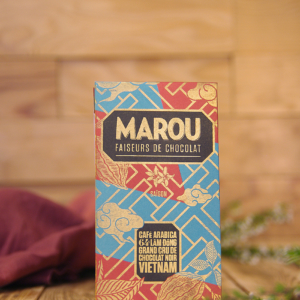 MAROU
FAISEURS DE CHOCOLAT
SAIGON
CAFÉ ARABICA
LAM DONG
GRAND CRU DE
CHOCOLAT NOIR
VIETNAM